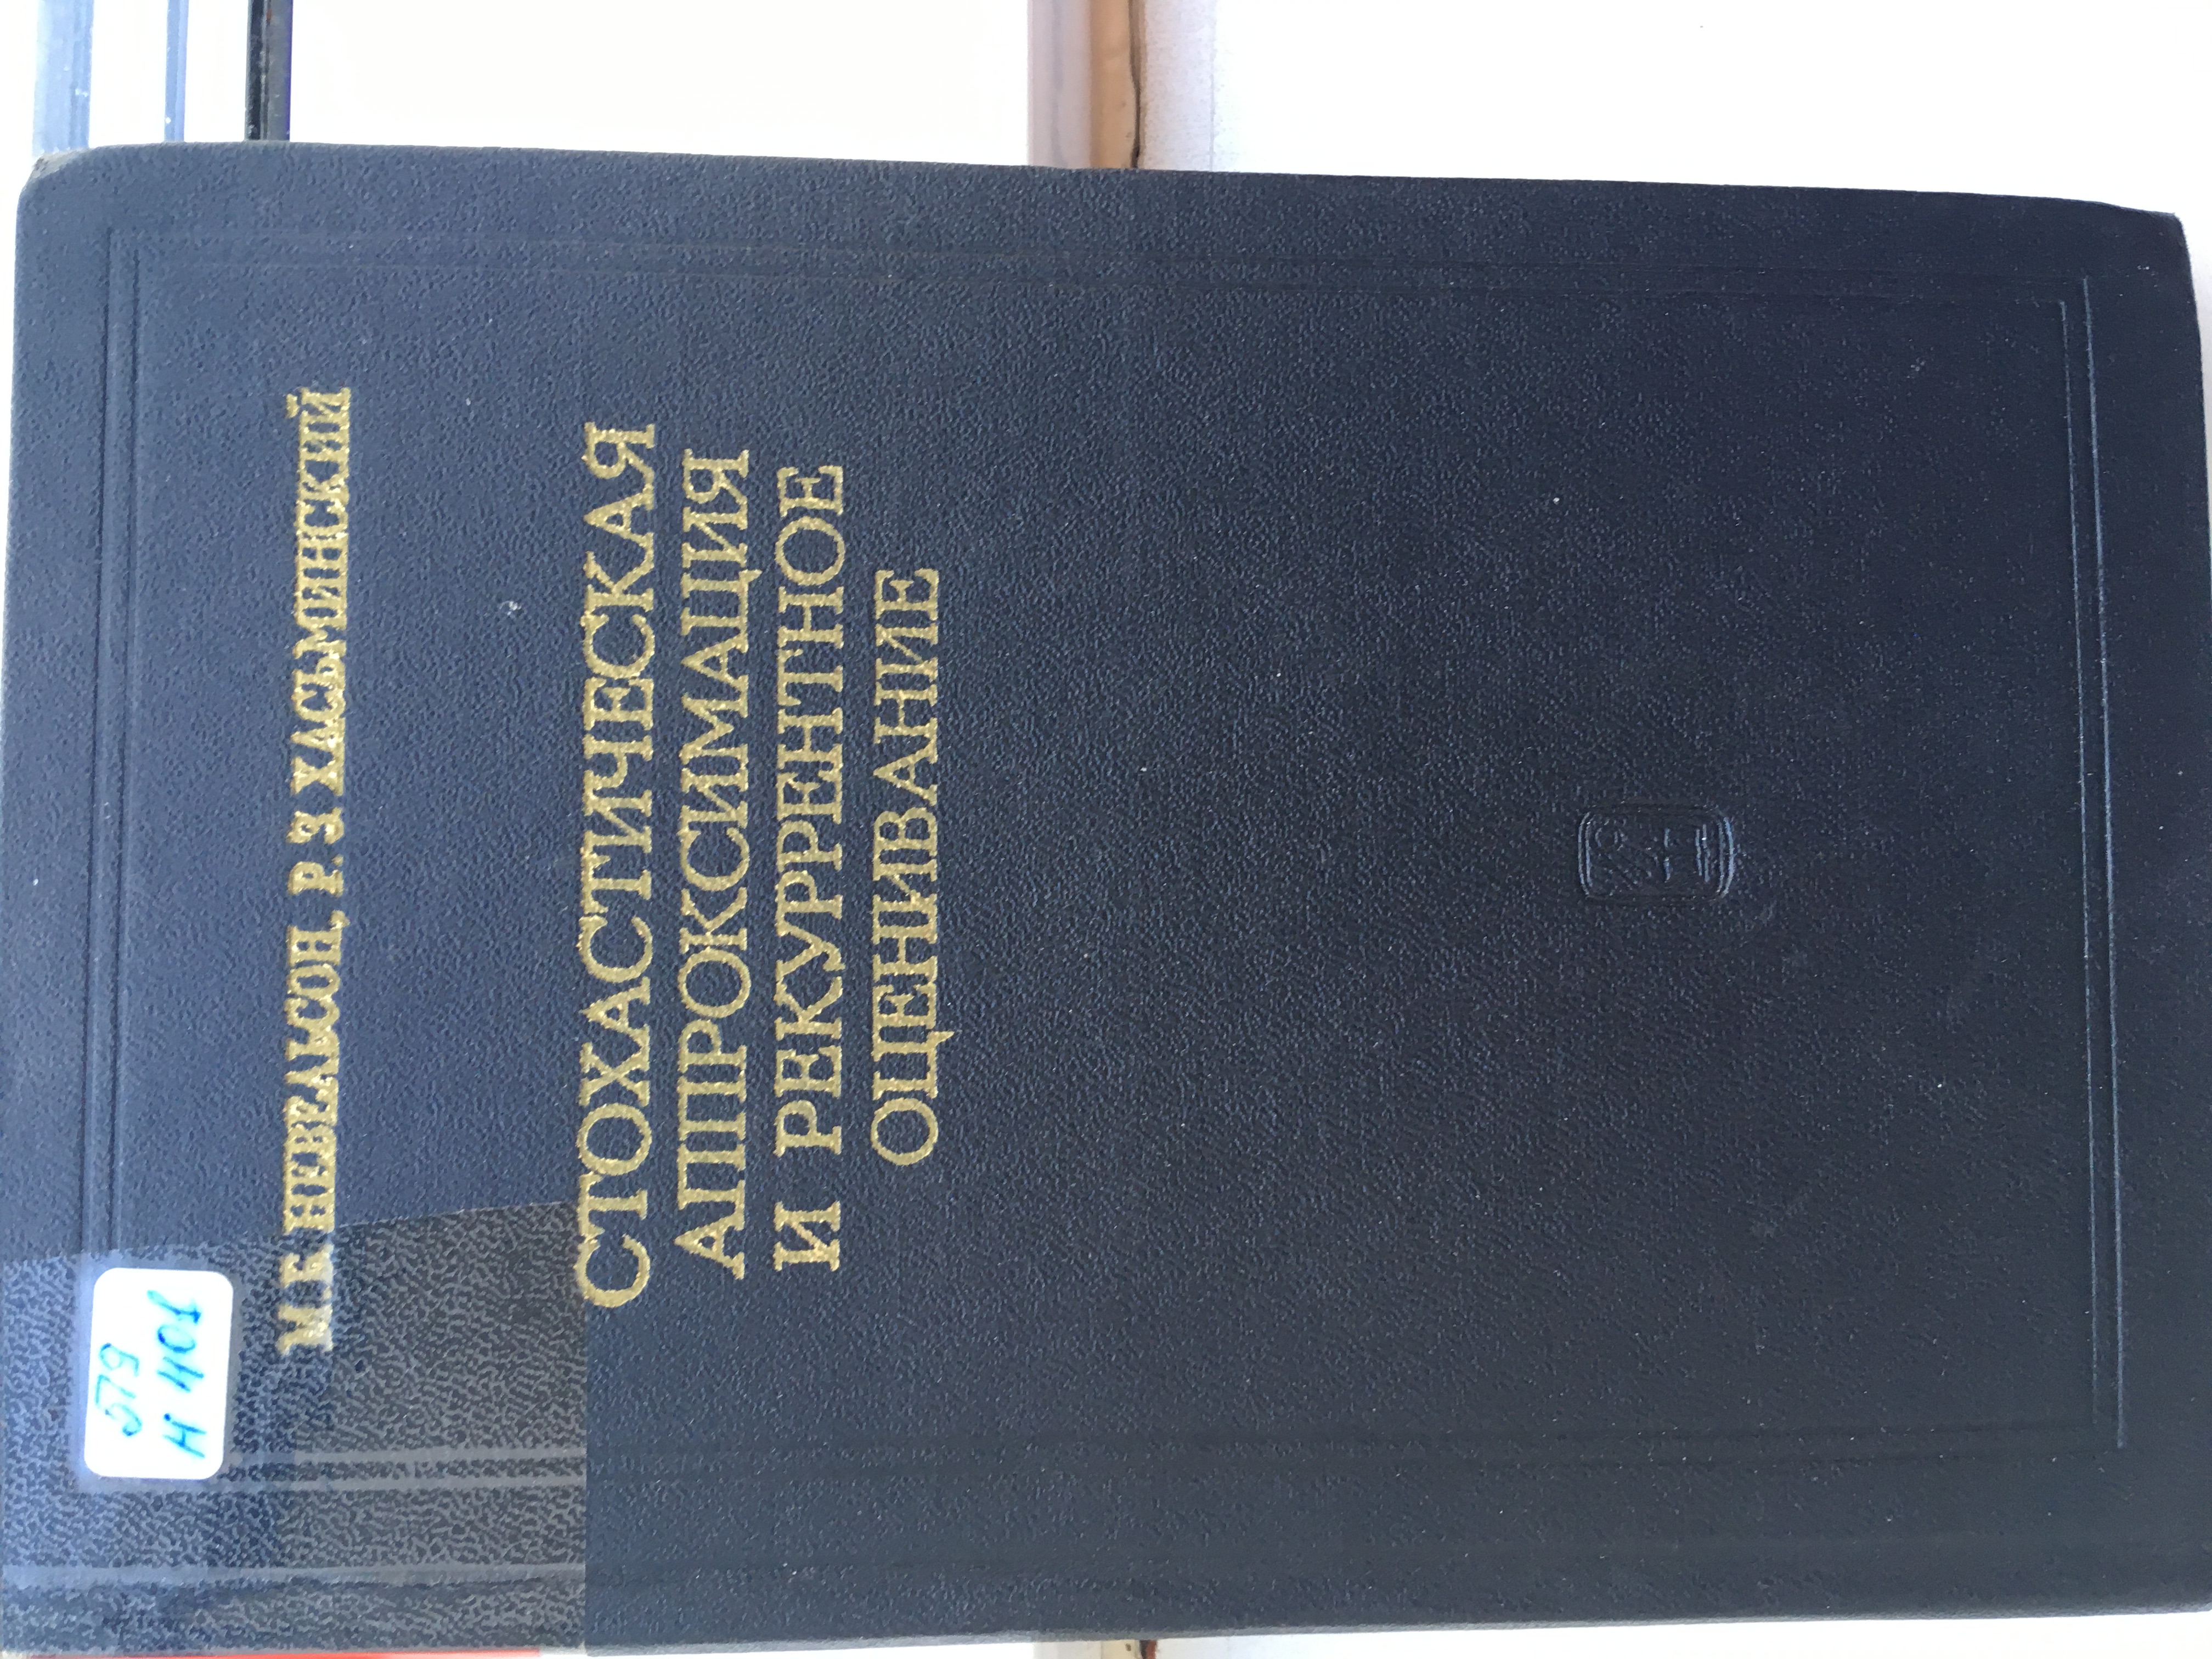 519
Н 401
М.Б. НЕВЕЛЬСОН, Р.З. ХАСЬМИНСКИЙ
СТОХАСТИЧЕСКАЯ
АППРОКСИМАЦИЯ
И РЕКУРРЕНТНОЕ
ОЦЕНИВАНИЕ